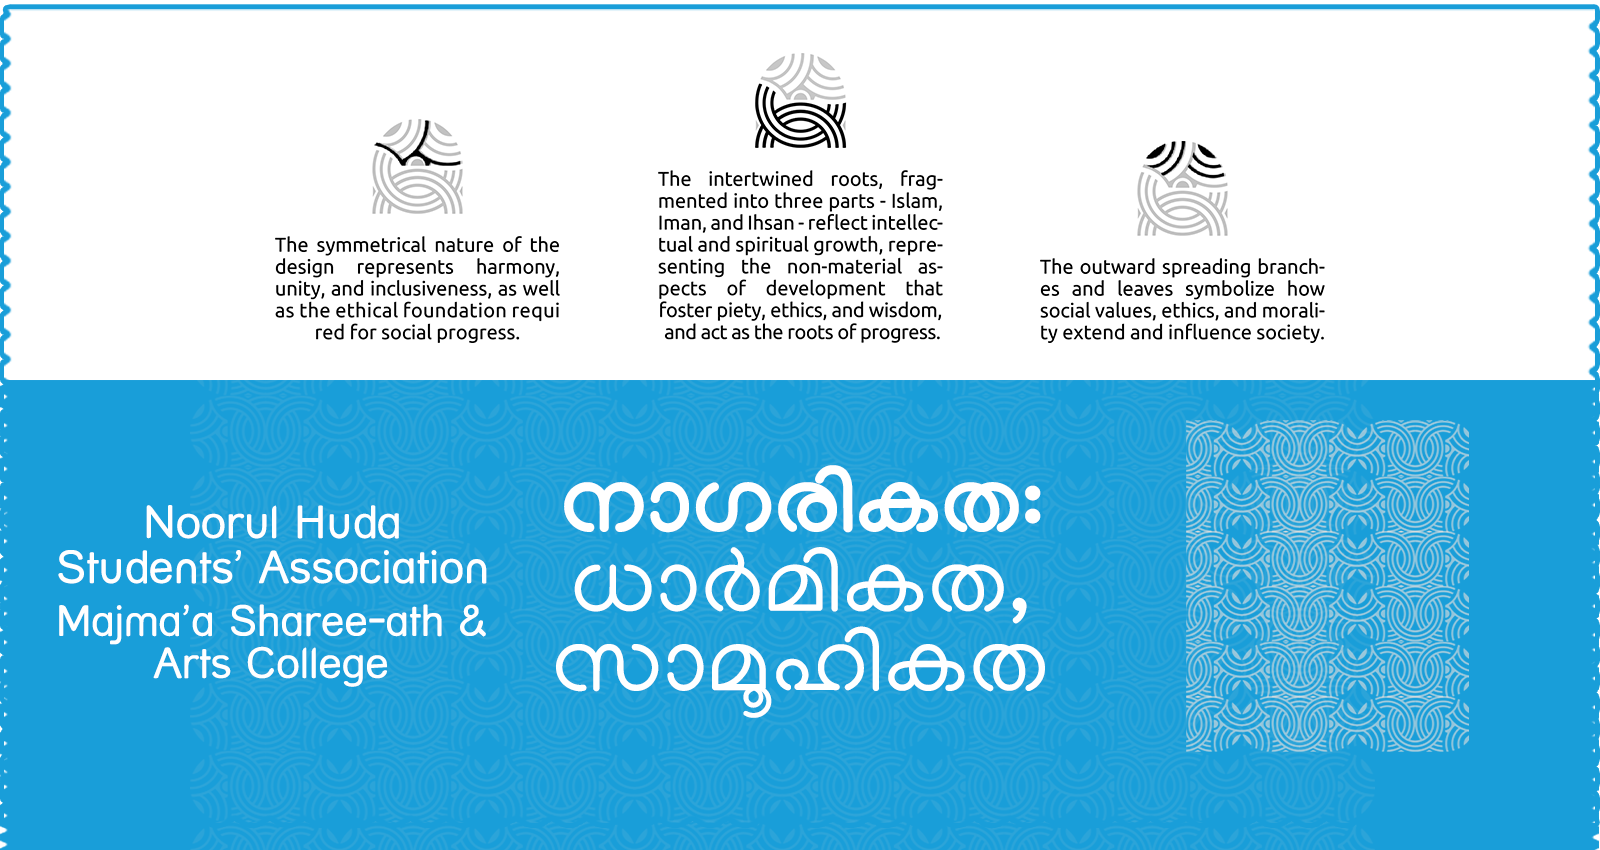 The symmetrical nature of the
design represents harmony,
unity, and inclusiveness, as well
as the ethical foundation requi
red for social progress.
The intertwined roots, frag-
mented into three parts - Islam,
Iman, and Ihsan - reflect intellec-
tual and spiritual growth, repre-
senting the non-material as-
pects of development that
foster piety, ethics, and wisdom,
and act as the roots of progress.
The outward spreading branch-
es and leaves symbolize how
social values, ethics, and morali-
ty extend and influence society.
Noorul Huda
Students’ Association
Majma’a Sharee-ath &
Arts College
നാഗരികതഃ
ധാർമികത,
സാമൂഹികത